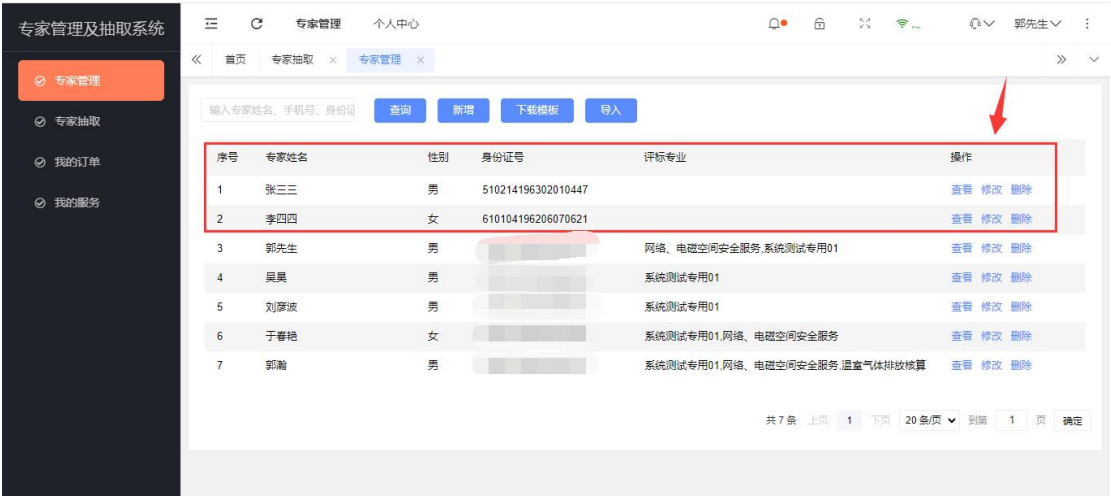 专家管理及抽取系统
专家管理 个人中心
郭先生
首页 专家抽取 专家管理
专家管理
专家抽取
我的订单
我的服务
输入专家姓名、手机号、身份证 查询 新增 下载模板 导入
序号 专家姓名 性别 身份证号 评标专业 操作
1 张三三 男 510214196302010447 查看 修改 删除
2 李四四 女 610104196206070621 查看 修改 删除
3 郭先生 男 网络、电磁空间安全服务,系统测试专用01 查看 修改 删除
4 吴昊 男 系统测试专用01 查看 修改 删除
5 刘彦波 男 系统测试专用01 查看 修改 删除
6 于春艳 女 系统测试专用01,网络、电磁空间安全服务 查看 修改 删除
7 郭瀚 男 系统测试专用01,网络、电磁空间安全服务,温室气体排放核算 查看 修改 删除
共 7 条 上页 1 下页 20 条/页 到第 1 页 确定